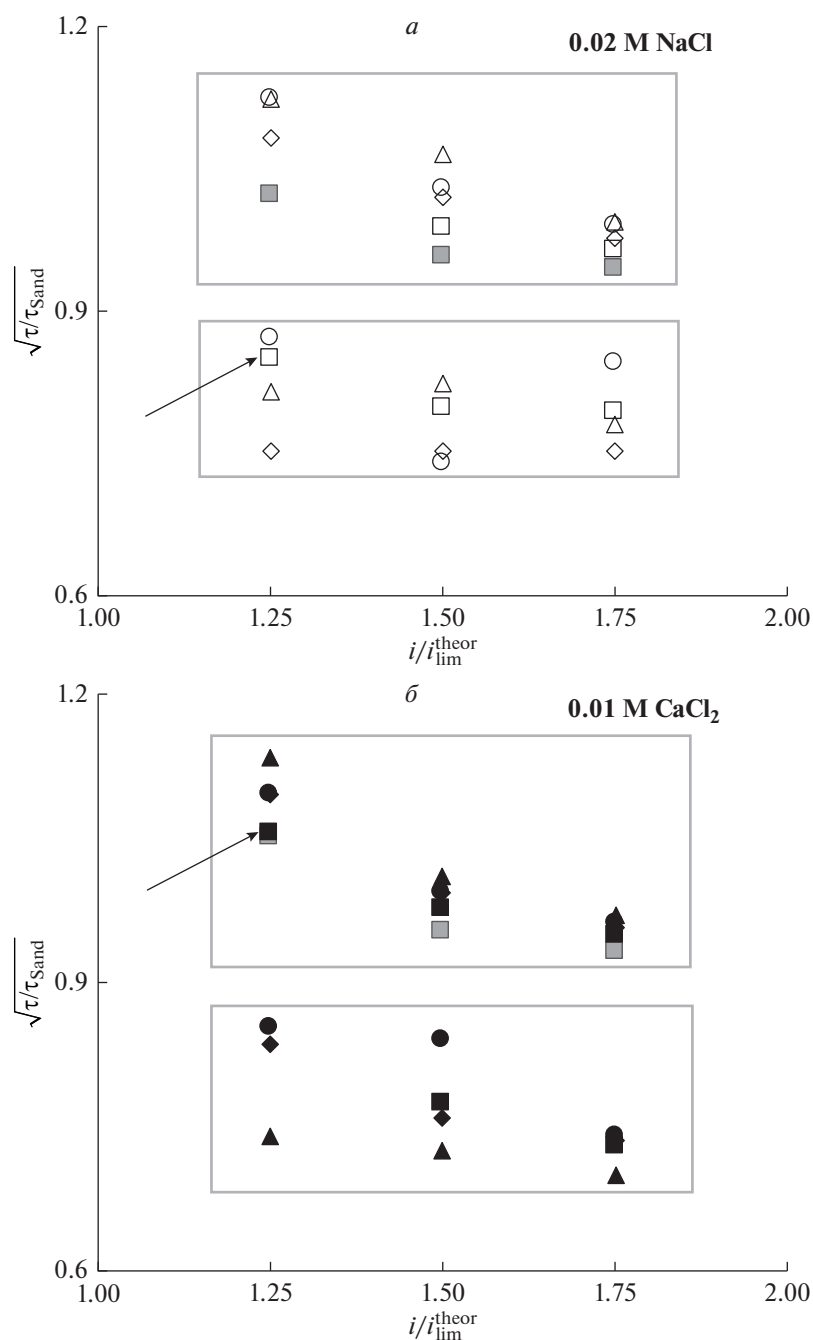 а
0.02 M NaCl
1.2
0.9
0.6
√τ/τSand
1.00 1.25 1.50 1.75 2.00
i/i theor lim
б
0.01 M CaCl₂
1.2
0.9
0.6
√τ/τSand
1.00 1.25 1.50 1.75 2.00
i/i theor lim